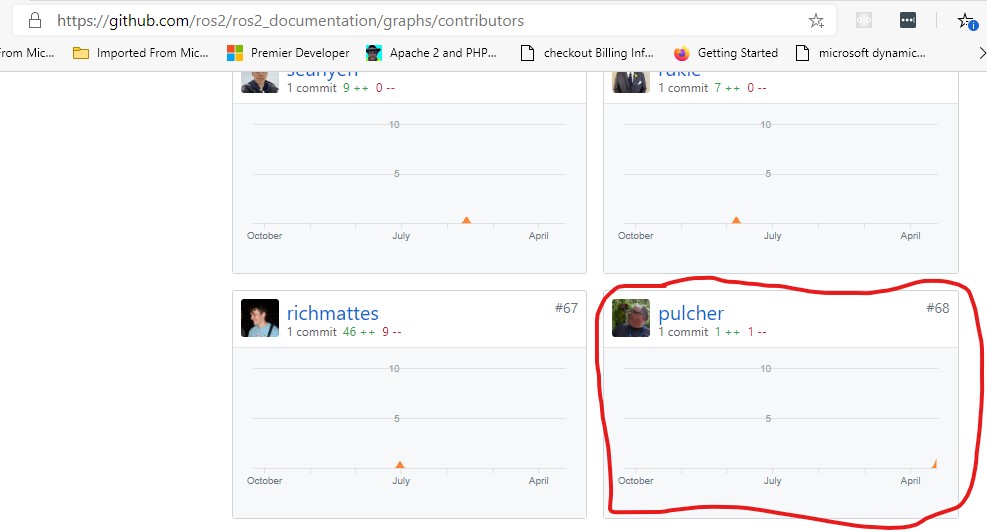 https://github.com/ros2/ros2_documentation/graphs/contributors
From Mic... Imported From Mic... Premier Developer Apache 2 and PHP... checkout Billing Inf... Getting Started microsoft dynamic...
seanyen
1 commit 9 ++ 0 --
10
5
October July April
1 commit 7 ++ 0 --
10
5
October July April
richmattes #67
1 commit 46 ++ 9 --
10
5
October July April
pulcher #68
1 commit 1 ++ 1 --
10
5
October July April